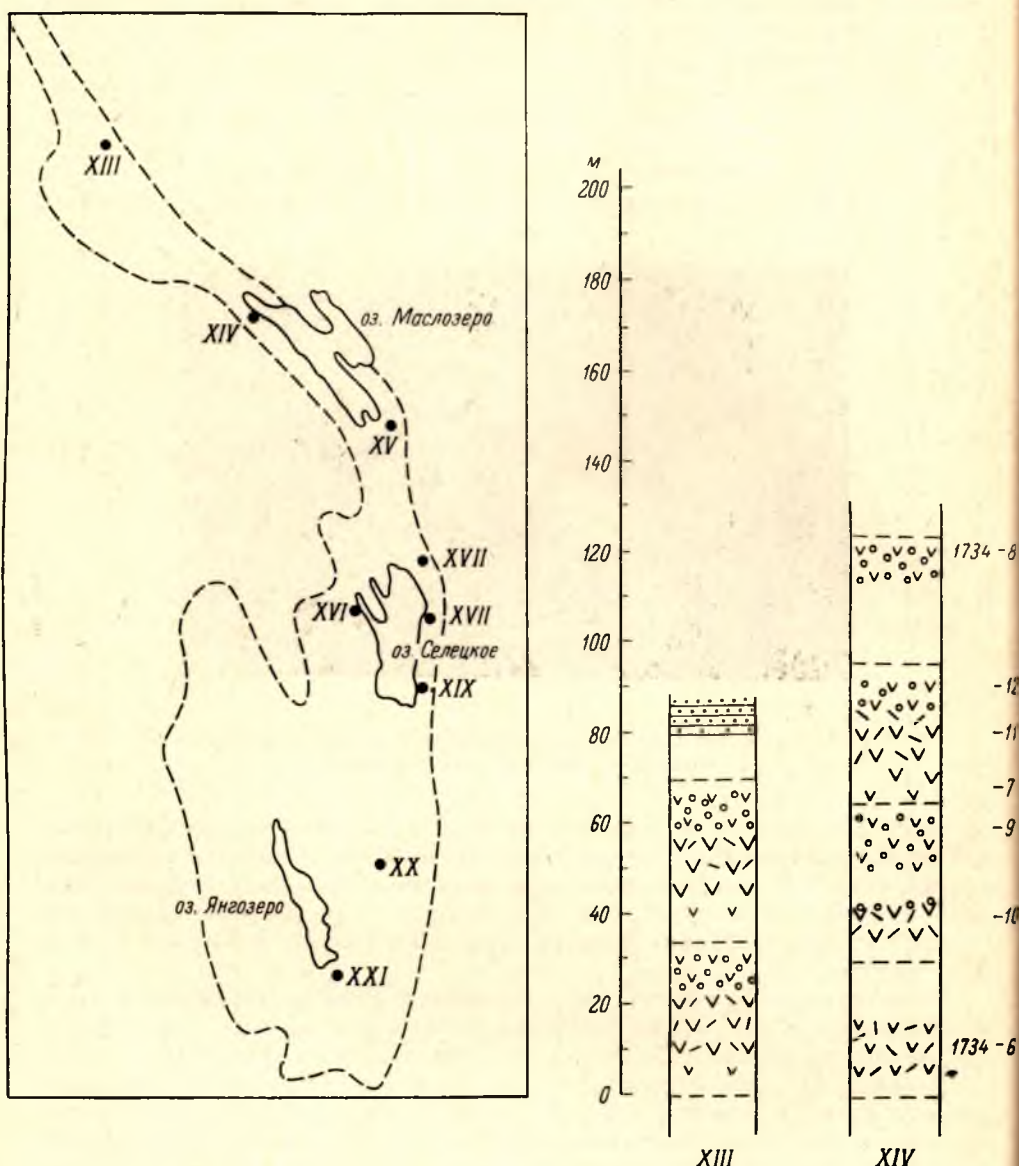 XIII
оз. Маслозеро
XIV
XV
XVII
XVI
XVII
оз. Селецкое
XIX
XX
оз. Янгозеро
XXI
м
200
180
160
140
120
100
80
60
40
20
0
1734-8
-12
-11
-7
-9
-10
1734-6
XIII
XIV